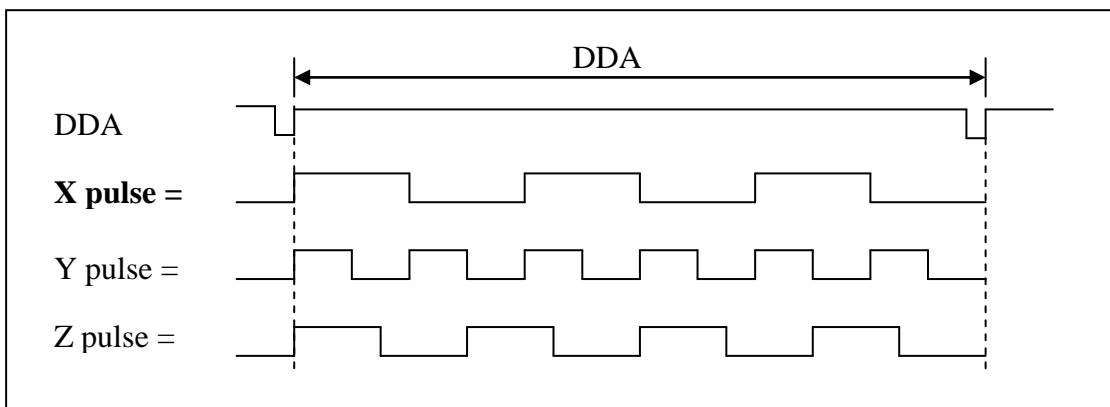 DDA
DDA
X pulse =
Y pulse =
Z pulse =